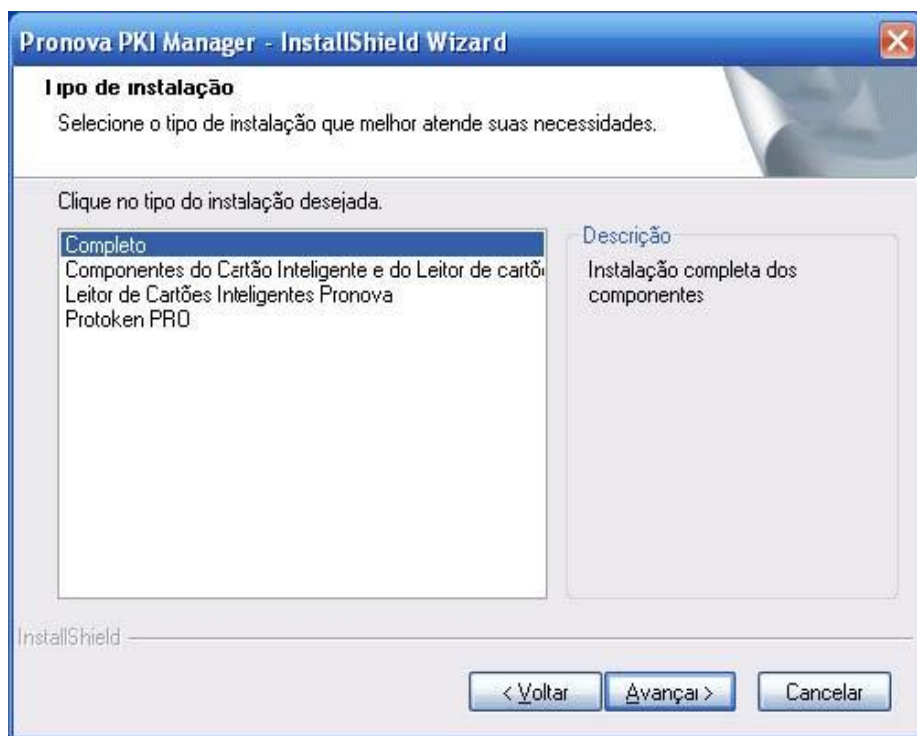 Pronova PKI Manager - InstallShield Wizard
Tipo de instalação
Selecione o tipo de instalação que melhor atende suas necessidades.
Clique no tipo do instalação desejada.
Completo
Componentes do Cartão Inteligente e do Leitor de cartõ
Leitor de Cartões Inteligentes Pronova
Protoken PRO
Descrição
Instalação completa dos
componentes
InstallShield
< Voltar
Avançar >
Cancelar